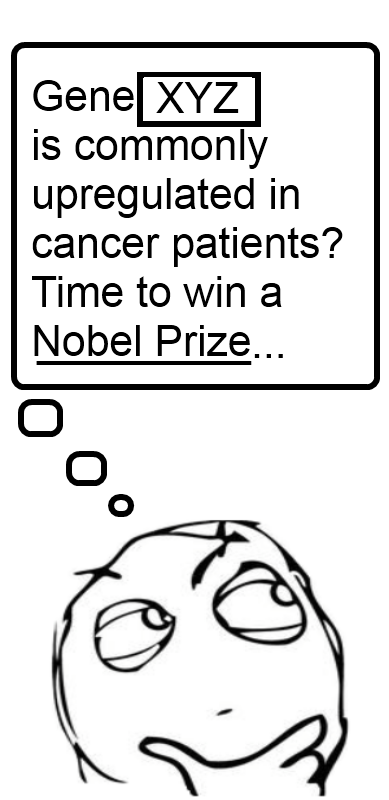 Gene XYZ
is commonly
upregulated in
cancer patients?
Time to win a
Nobel Prize...